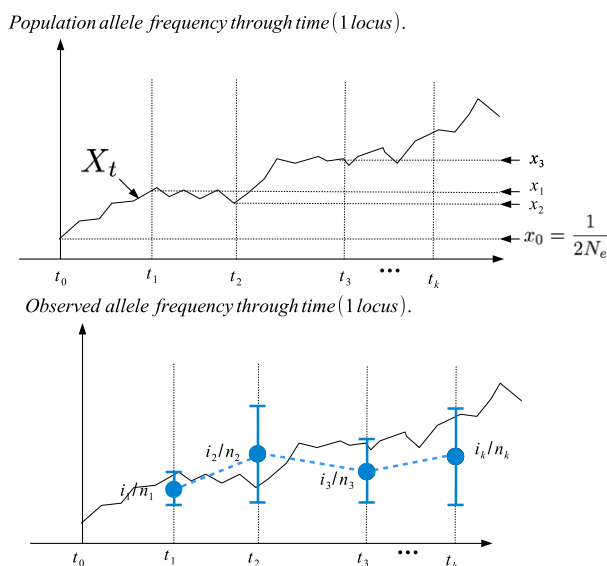 Population allele frequency through time (1 locus).
X_t
x_3
x_1
x_2
x_0 = 1/2N_e
t_0 t_1 t_2 t_3 ... t_k
Observed allele frequency through time (1 locus).
i_1/n_1 i_2/n_2 i_3/n_3 i_k/n_k
t_0 t_1 t_2 t_3 ... t_k